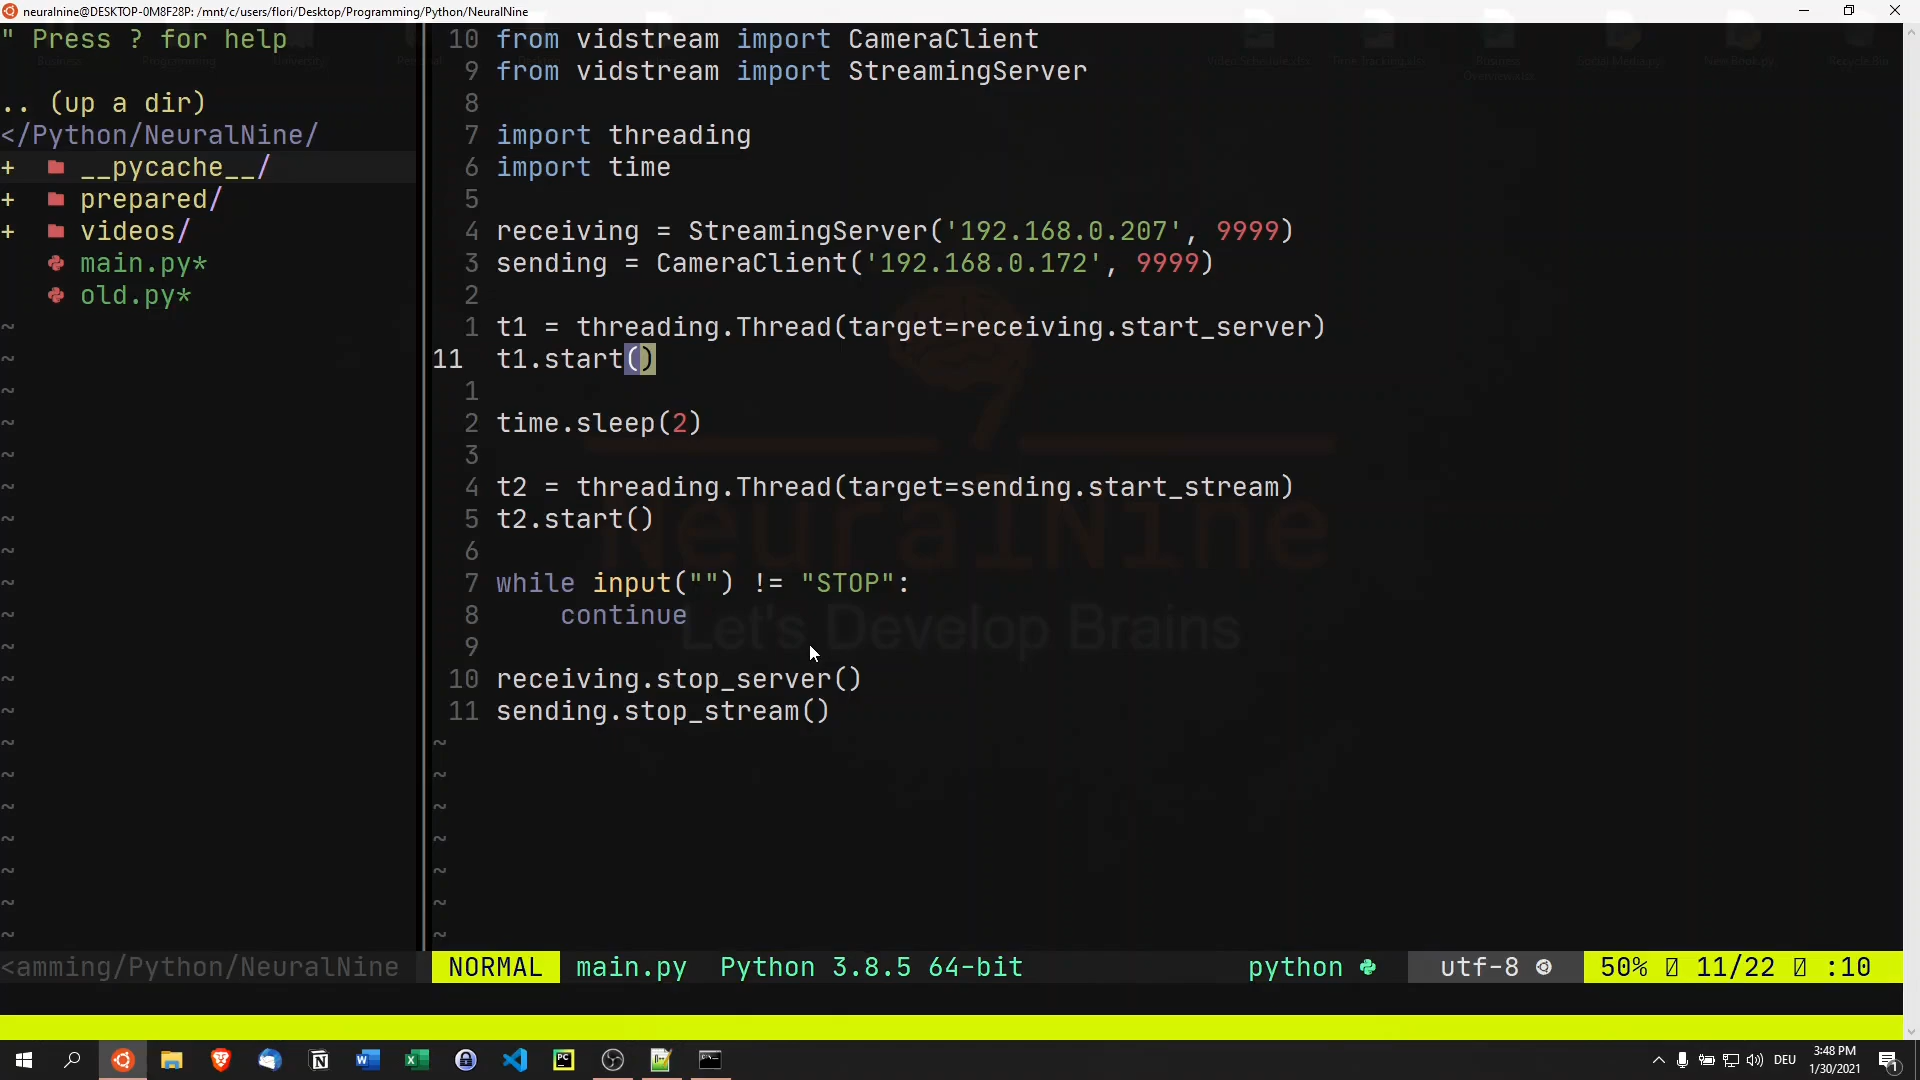 neuralnine@DESKTOP-0M8F28P: /mnt/c/users/flori/Desktop/Programming/Python/NeuralNine
" Press ? for help
.. (up a dir)
</Python/NeuralNine/
+ __pycache__/
+ prepared/
+ videos/
main.py*
old.py*
10 from vidstream import CameraClient
9 from vidstream import StreamingServer
8
7 import threading
6 import time
5
4 receiving = StreamingServer('192.168.0.207', 9999)
3 sending = CameraClient('192.168.0.172', 9999)
2
1 t1 = threading.Thread(target=receiving.start_server)
11 t1.start()
1
2 time.sleep(2)
3
4 t2 = threading.Thread(target=sending.start_stream)
5 t2.start()
6
7 while input("") != "STOP":
8     continue
9
10 receiving.stop_server()
11 sending.stop_stream()
NeuralNine
Let's Develop Brains
<amming/Python/NeuralNine
NORMAL main.py Python 3.8.5 64-bit python utf-8 50% 11/22 :10
DEU
3:48 PM
1/30/2021